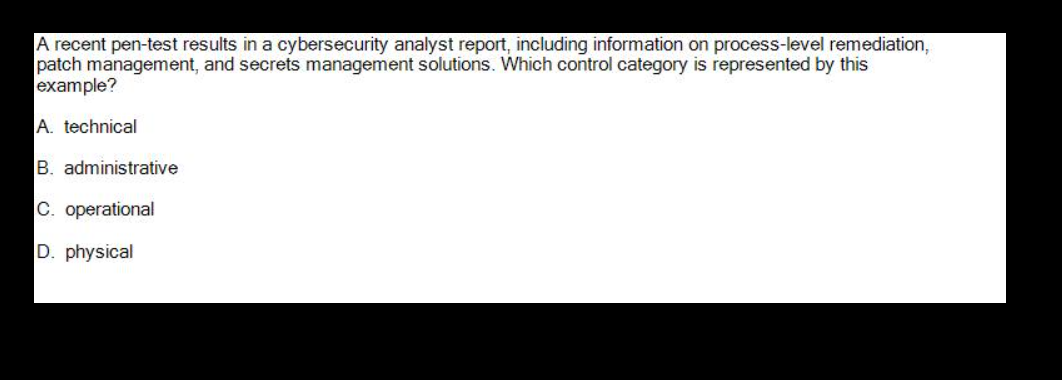 A recent pen-test results in a cybersecurity analyst report, including information on process-level remediation,
patch management, and secrets management solutions. Which control category is represented by this
example?
A. technical
B. administrative
C. operational
D. physical